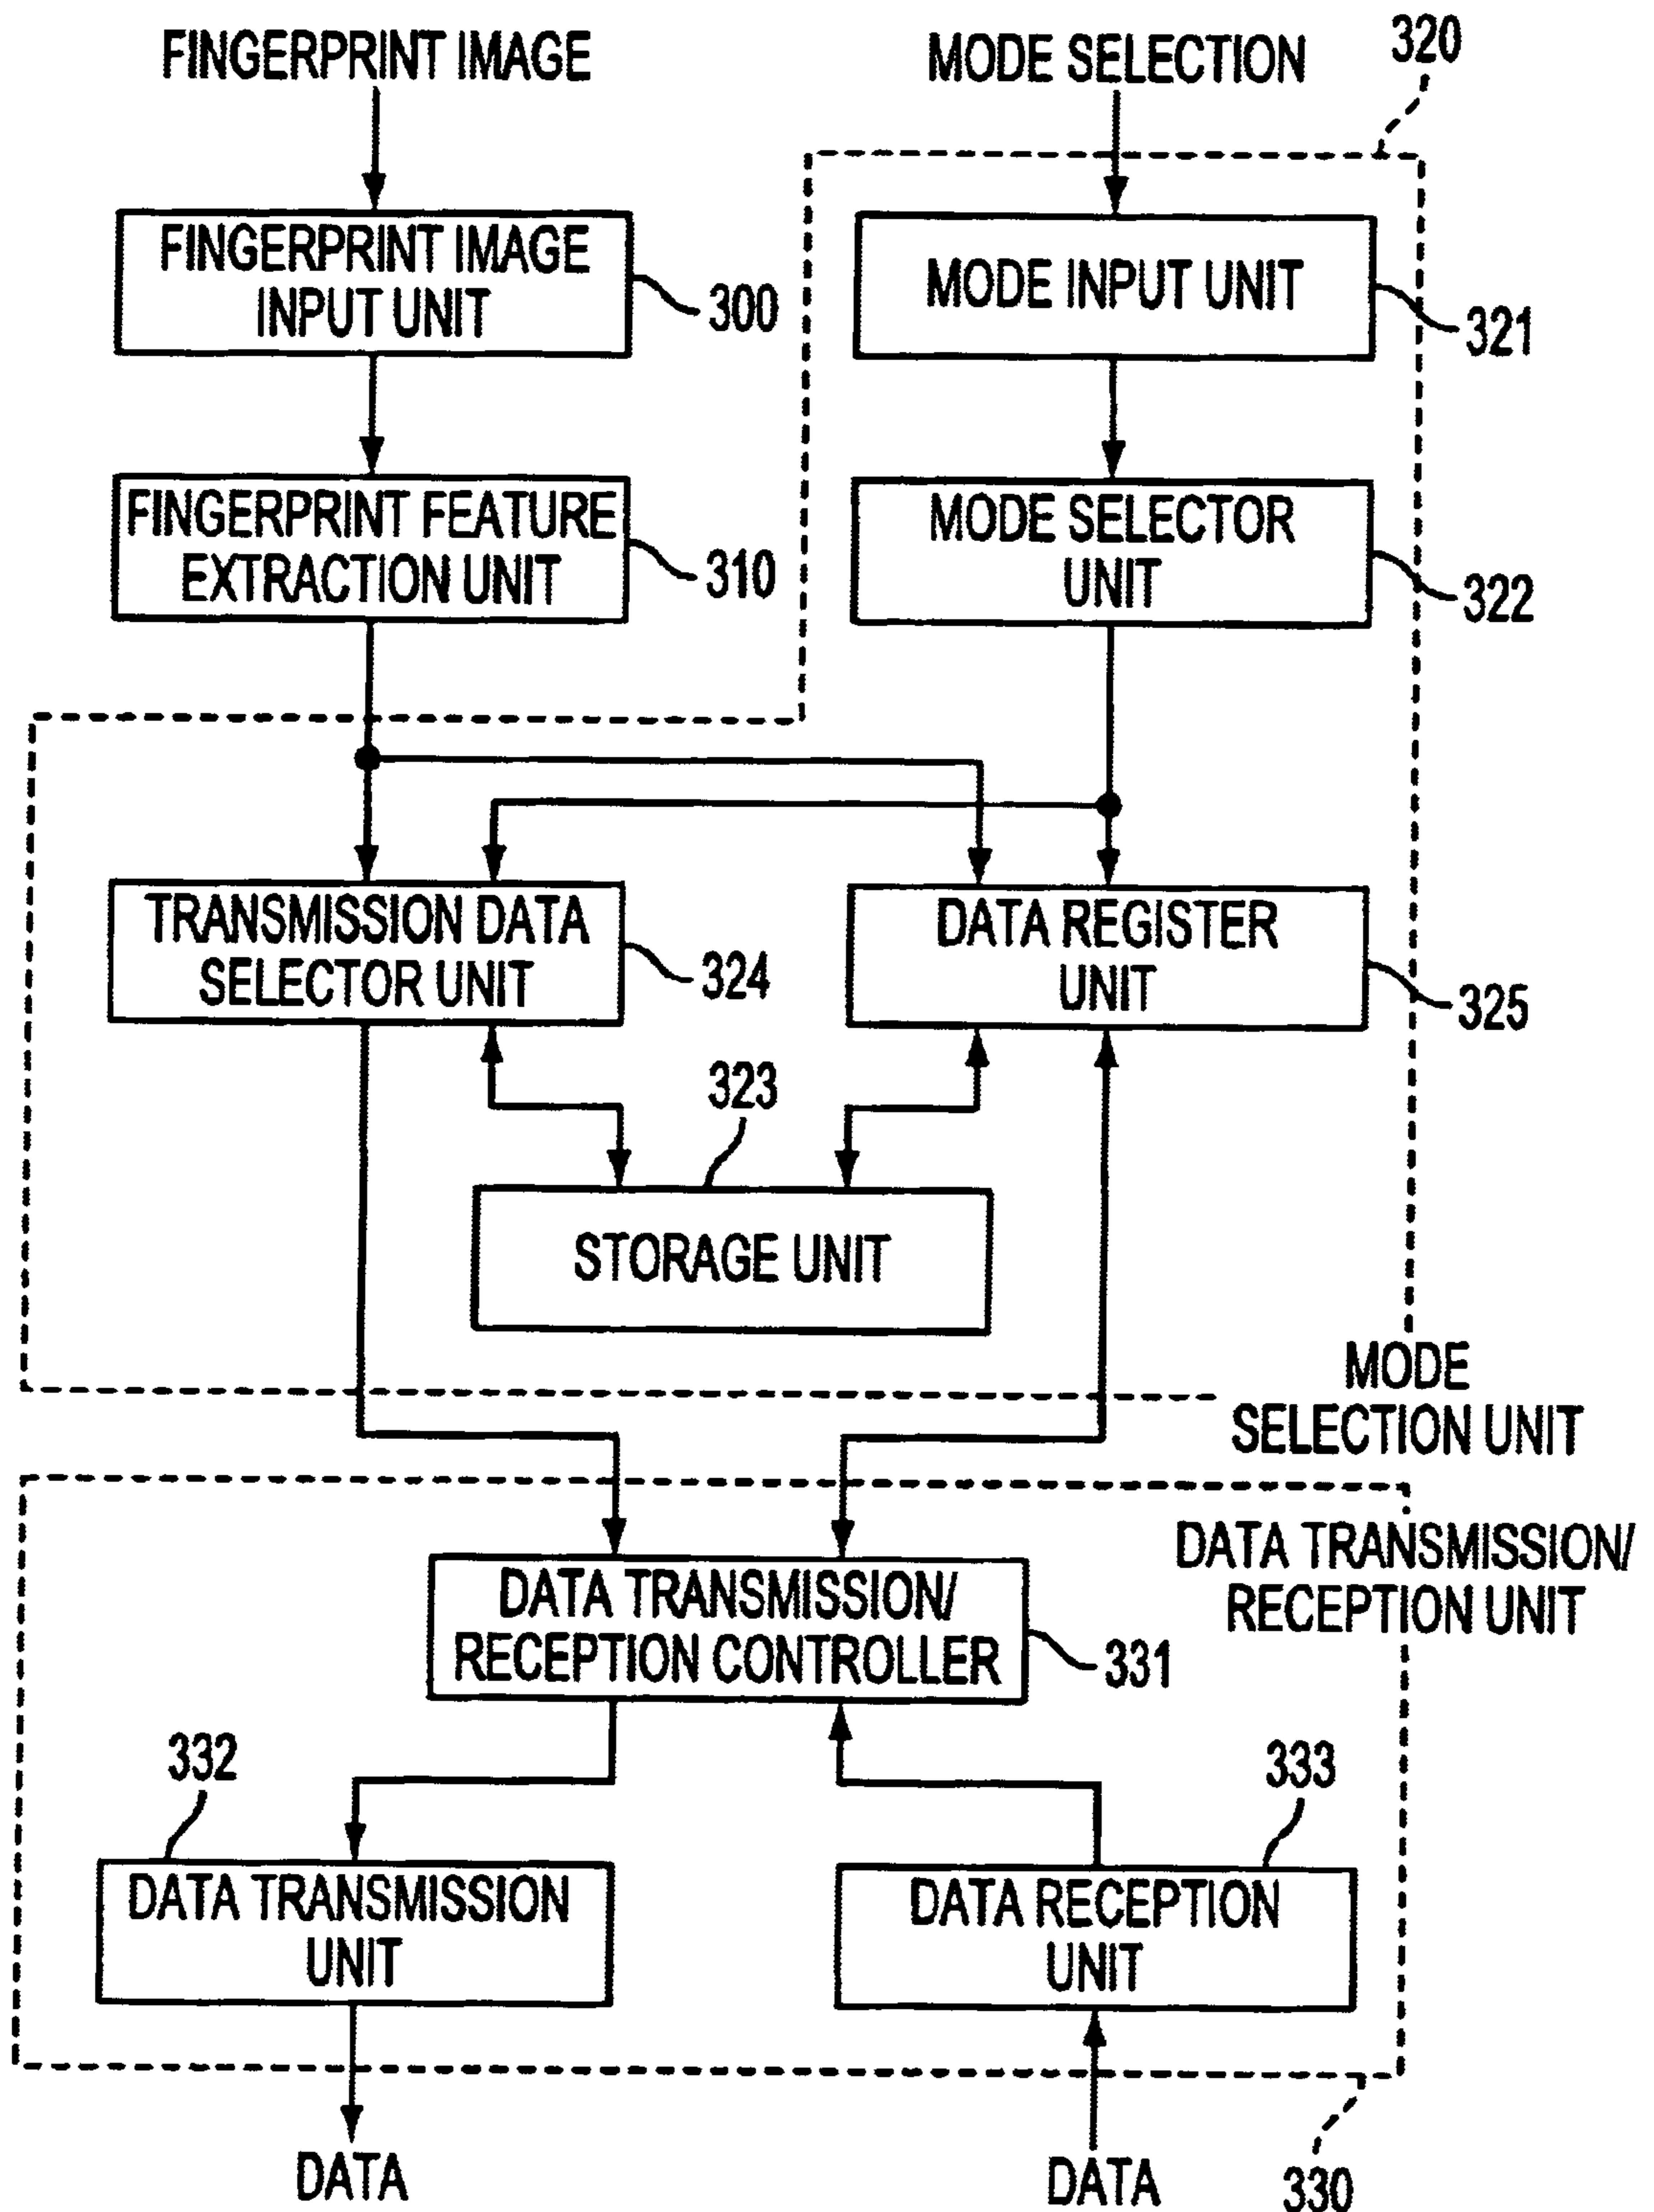 FINGERPRINT IMAGE
MODE SELECTION
320
FINGERPRINT IMAGE
INPUT UNIT
300
MODE INPUT UNIT
321
FINGERPRINT FEATURE
EXTRACTION UNIT
310
MODE SELECTOR
UNIT
322
TRANSMISSION DATA
SELECTOR UNIT
324
DATA REGISTER
UNIT
325
323
STORAGE UNIT
MODE
SELECTION UNIT
DATA TRANSMISSION/
RECEPTION UNIT
DATA TRANSMISSION/
RECEPTION CONTROLLER
331
332
333
DATA TRANSMISSION
UNIT
DATA RECEPTION
UNIT
DATA
DATA
330